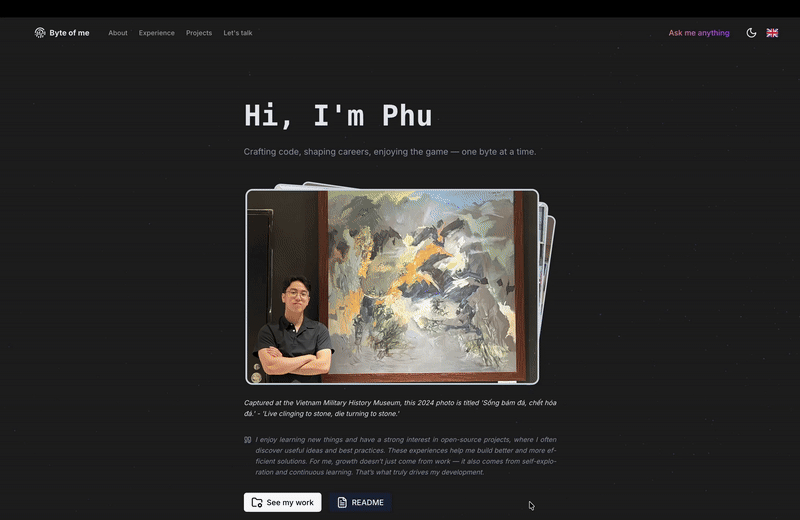 Byte of me About Experience Projects Let's talk Ask me anything
Hi, I'm Phu
Crafting code, shaping careers, enjoying the game — one byte at a time.
Captured at the Vietnam Military History Museum, this 2024 photo is titled 'Sống bám đá, chết hóa
đá.' - 'Live clinging to stone, die turning to stone.'
I enjoy learning new things and have a strong interest in open-source projects, where I often
discover useful ideas and best practices. These experiences help me build better and more ef-
ficient solutions. For me, growth doesn't just come from work — it also comes from self-explo-
ration and continuous learning. That's what truly drives my development.
See my work README